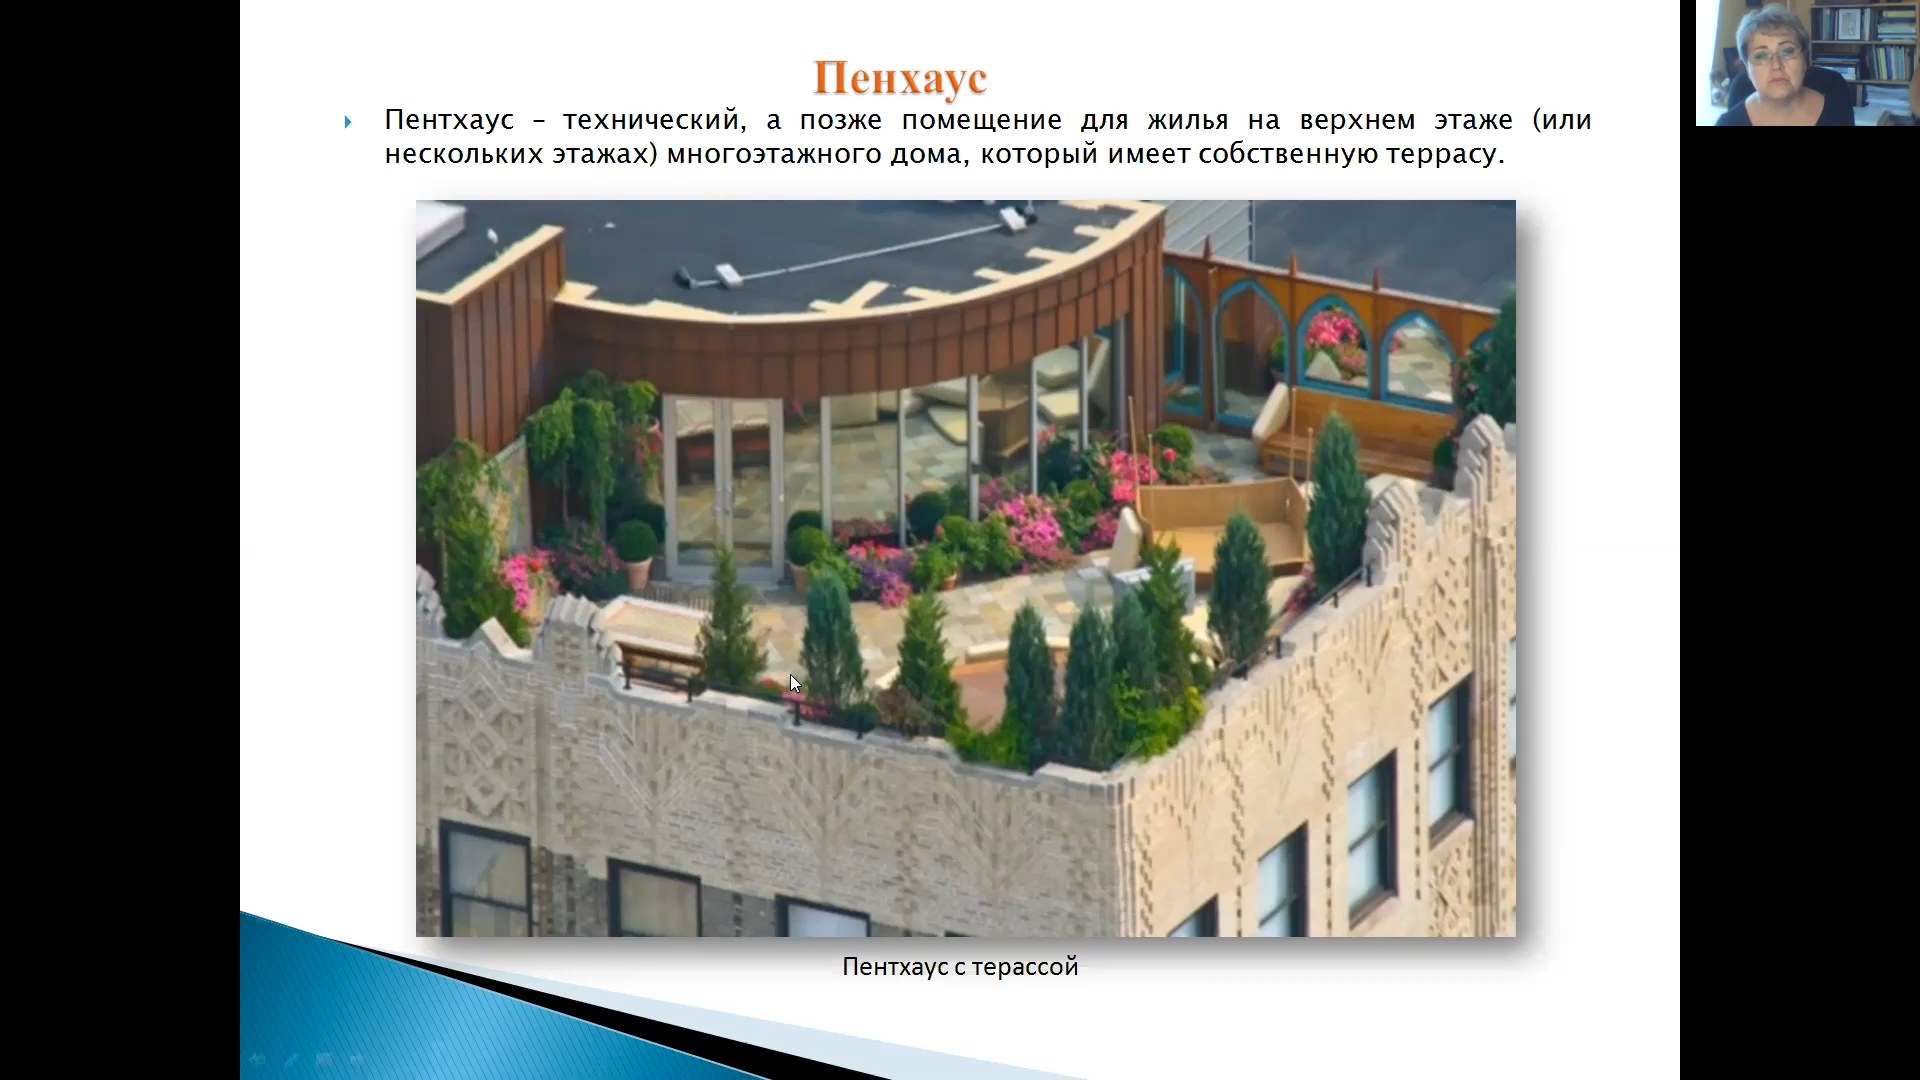 Пенхаус
Пентхаус – технический, а позже помещение для жилья на верхнем этаже (или
нескольких этажах) многоэтажного дома, который имеет собственную террасу.
Пентхаус с терассой